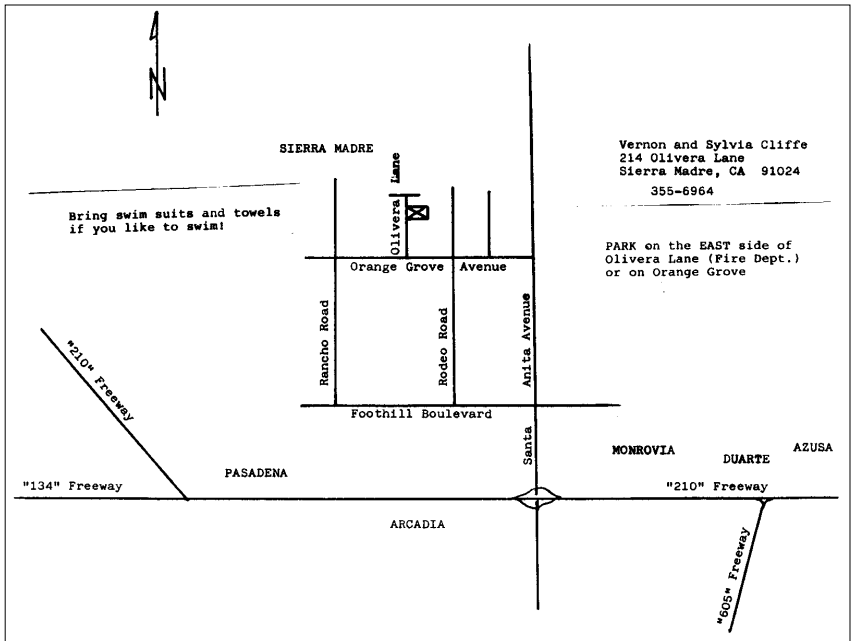 N
SIERRA MADRE
Vernon and Sylvia Cliffe
214 Olivera Lane
Sierra Madre, CA 91024
355-6964
Bring swim suits and towels
if you like to swim!
Olivera Lane
PARK on the EAST side of
Olivera Lane (Fire Dept.)
or on Orange Grove
Orange Grove Avenue
Rancho Road
Rodeo Road
Santa Anita Avenue
"210" Freeway
Foothill Boulevard
MONROVIA
DUARTE
AZUSA
PASADENA
"134" Freeway
"210" Freeway
ARCADIA
"605" Freeway